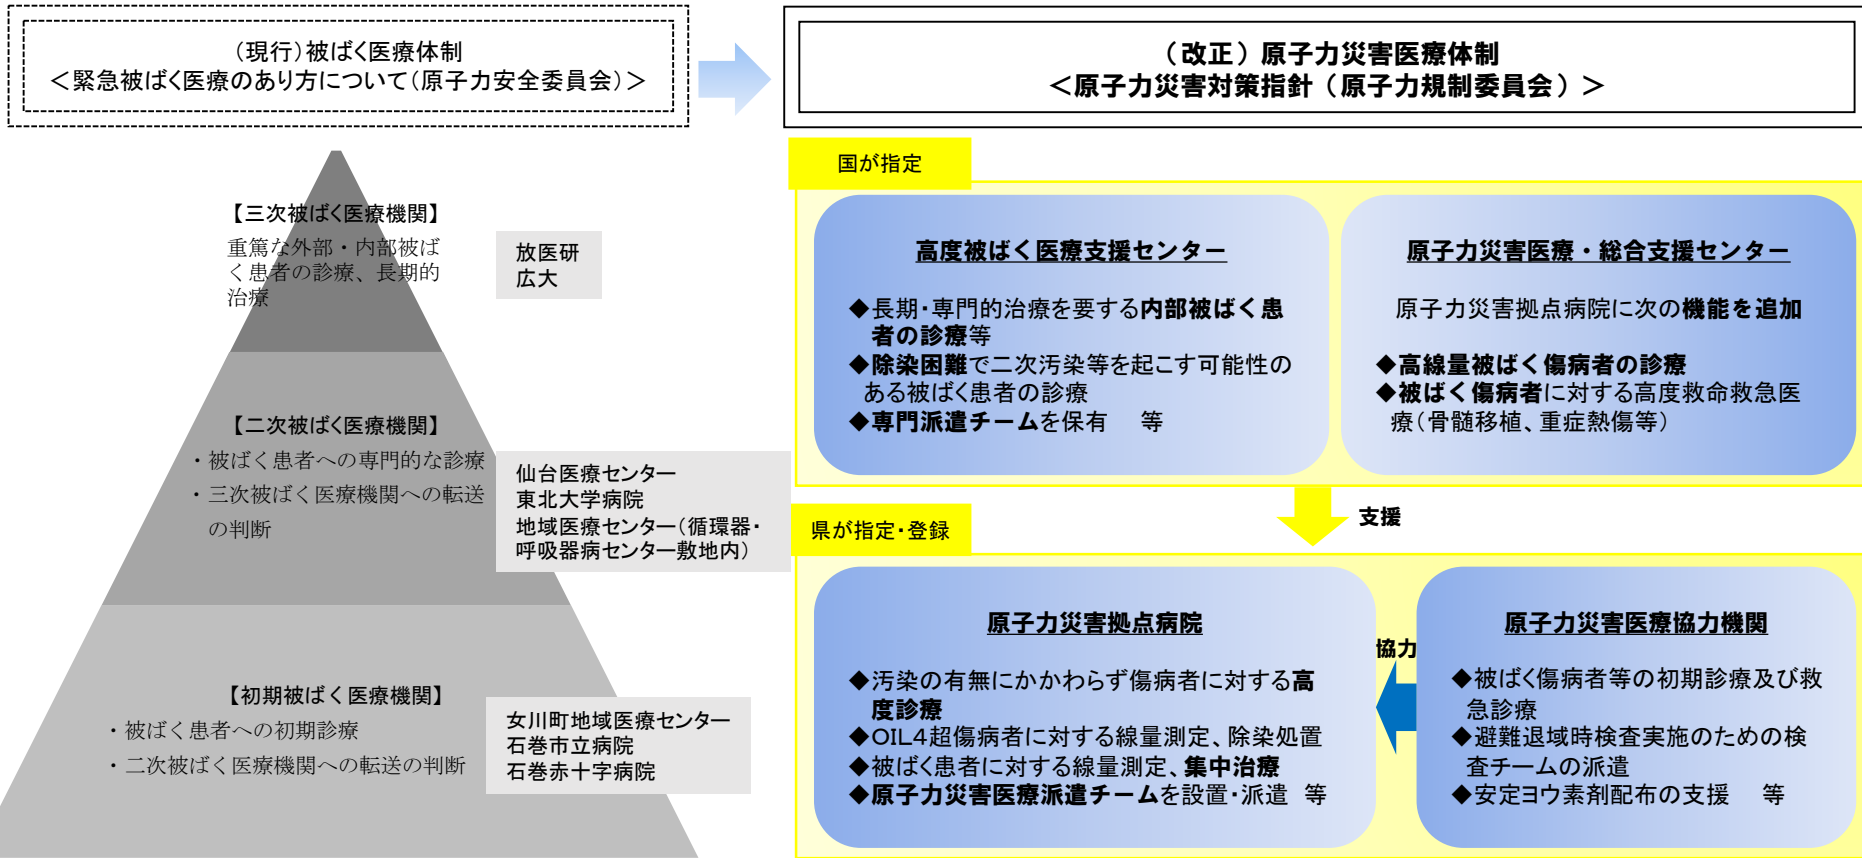 （現行）被ばく医療体制
＜緊急被ばく医療のあり方について（原子力安全委員会）＞
（改正）原子力災害医療体制
＜原子力災害対策指針（原子力規制委員会）＞
【三次被ばく医療機関】
重篤な外部・内部被ば
く患者の診療、長期的
治療
放医研
広大
【二次被ばく医療機関】
・被ばく患者への専門的な診療
・三次被ばく医療機関への転送
の判断
仙台医療センター
東北大学病院
地域医療センター（循環器・
呼吸器病センター敷地内）
【初期被ばく医療機関】
・被ばく患者への初期診療
・二次被ばく医療機関への転送の判断
女川町地域医療センター
石巻市立病院
石巻赤十字病院
国が指定
高度被ばく医療支援センター
◆長期・専門的治療を要する内部被ばく患
者の診療等
◆除染困難で二次汚染等を起こす可能性の
ある被ばく患者の診療
◆専門派遣チームを保有　等
原子力災害医療・総合支援センター
原子力災害拠点病院に次の機能を追加
◆高線量被ばく傷病者の診療
◆被ばく傷病者に対する高度救命救急医
療（骨髄移植、重症熱傷等）
支援
県が指定・登録
原子力災害拠点病院
◆汚染の有無にかかわらず傷病者に対する高
度診療
◆OIL4超傷病者に対する線量測定、除染処置
◆被ばく患者に対する線量測定、集中治療
◆原子力災害医療派遣チームを設置・派遣　等
協力
原子力災害医療協力機関
◆被ばく傷病者等の初期診療及び救
急診療
◆避難退域時検査実施のための検
査チームの派遣
◆安定ヨウ素剤配布の支援　等